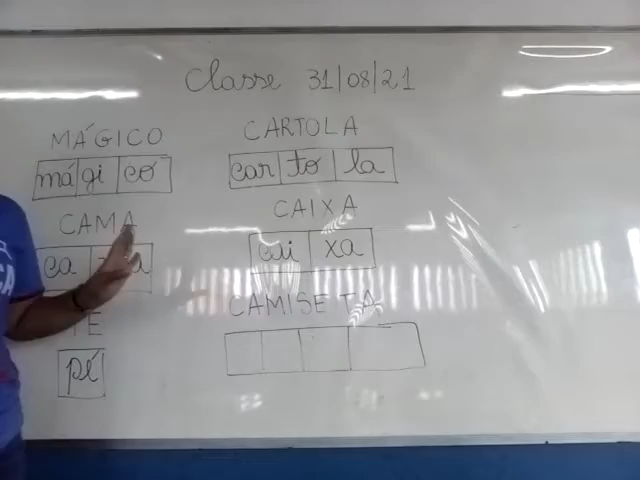 Classe 31/08/21
MÁGICO
má gi co
CAMA
ca
pé
CARTOLA
car to la
CAIXA
cai xa
CAMISETA